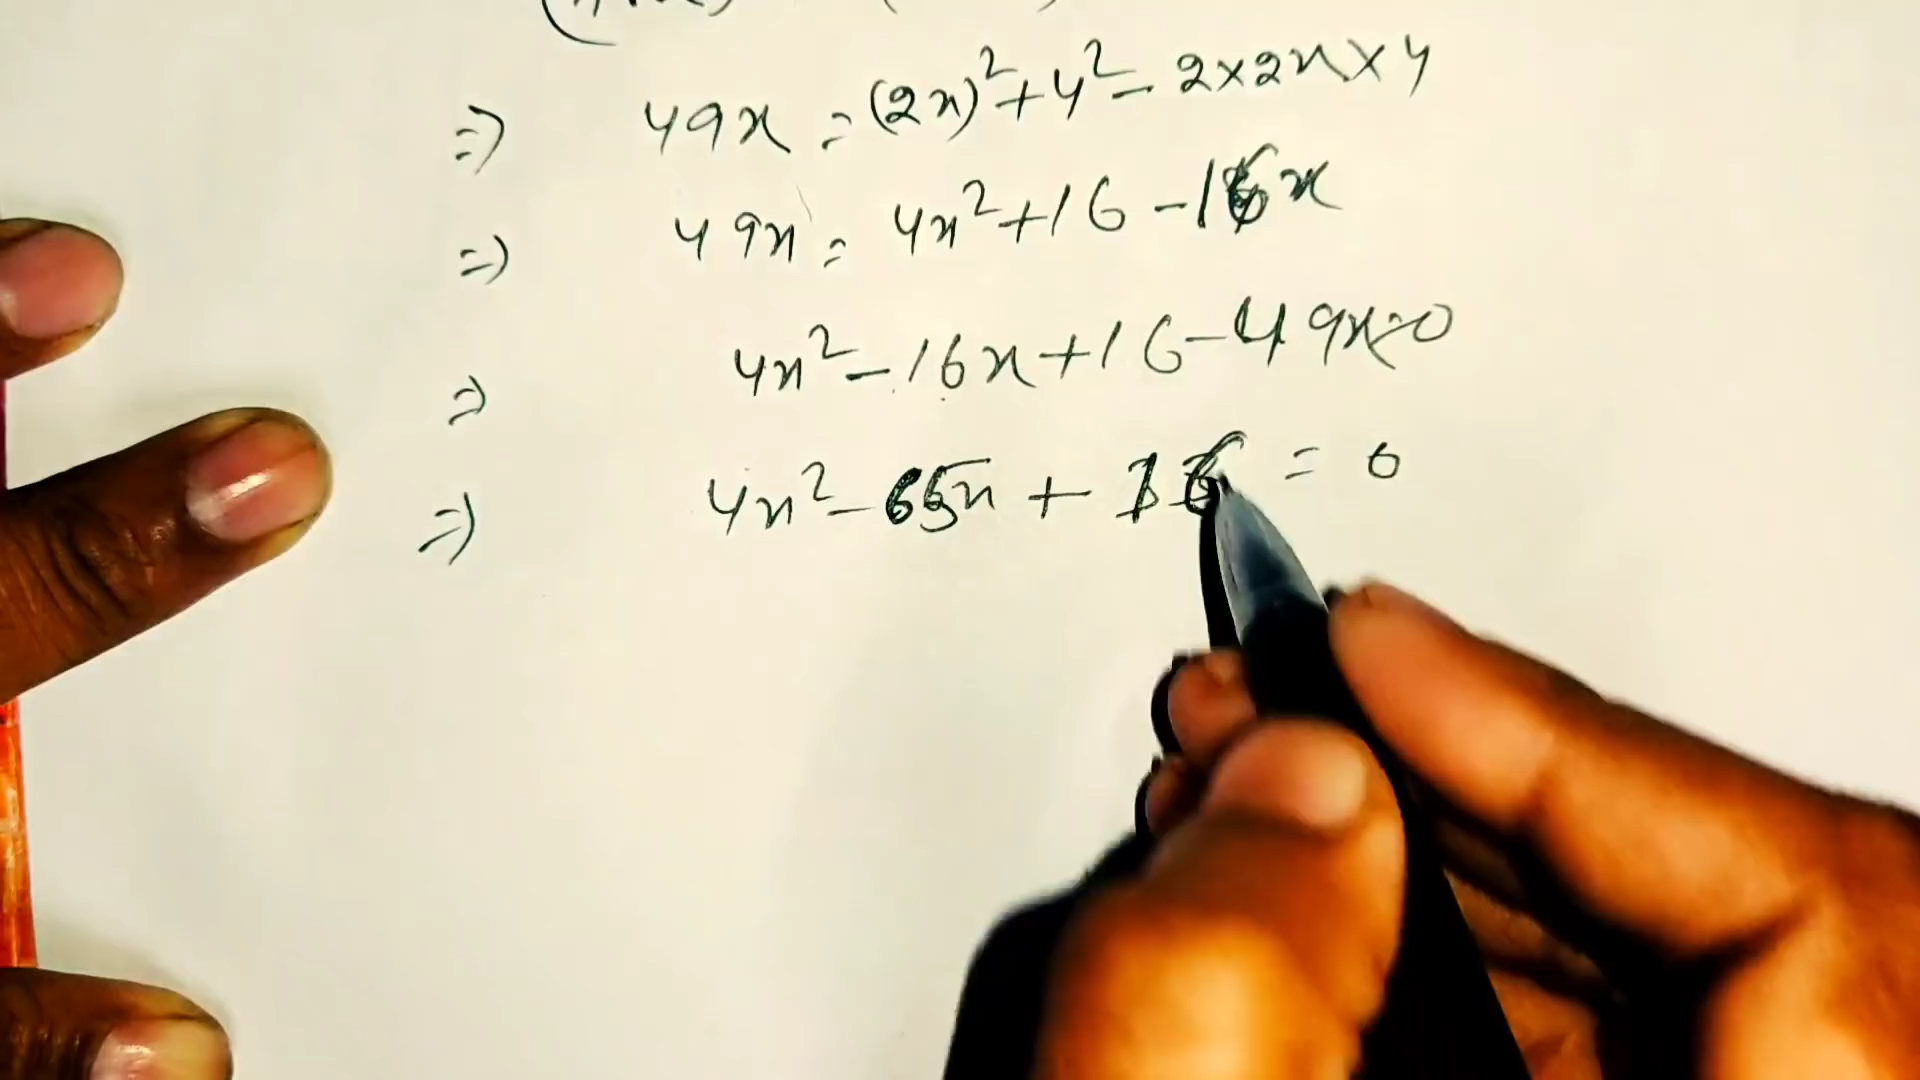 => 49x = (2x)²+4²- 2×2x×4
=> 49x = 4x²+16-16x
=> 4x²-16x+16-49x=0
=> 4x²-65x + 16 = 0